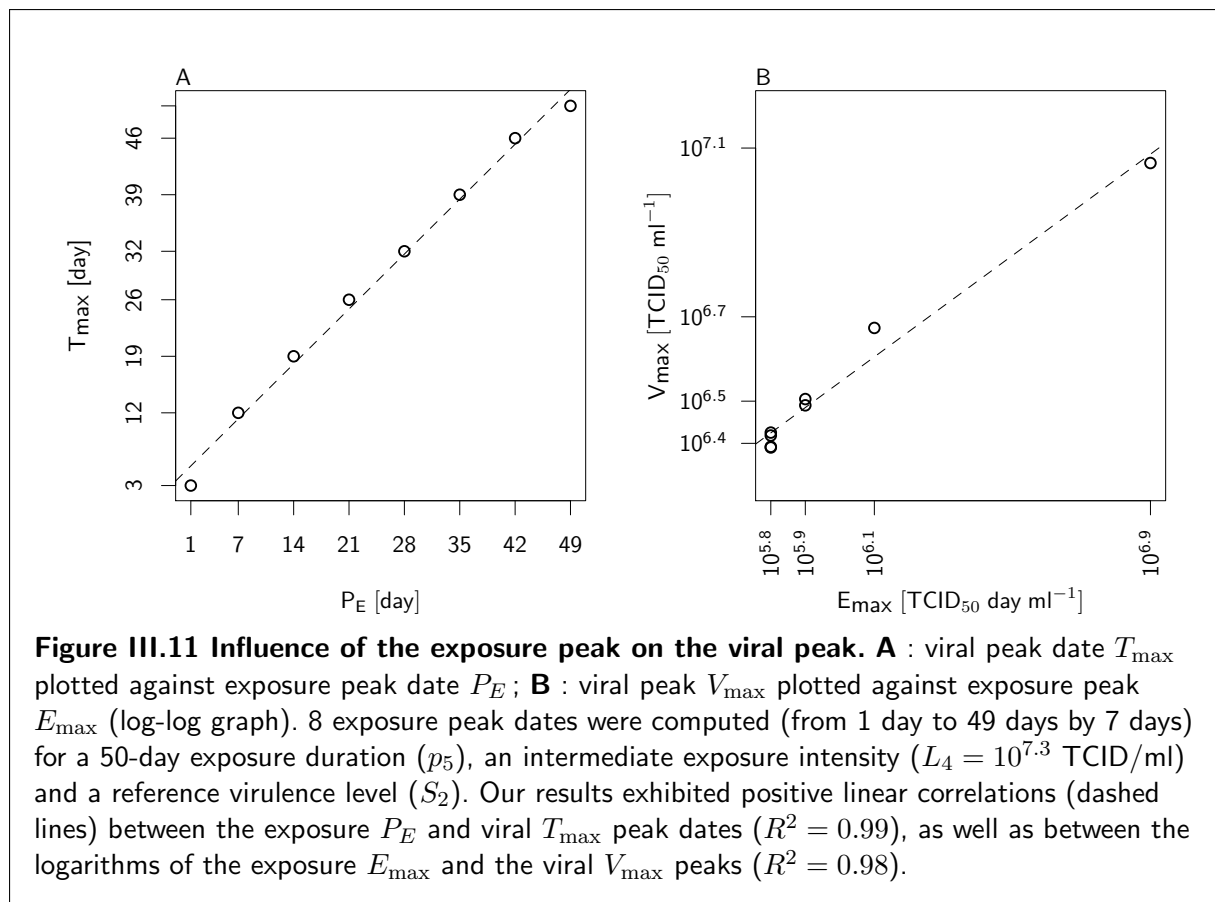 A
B
46
39
32
26
19
12
3
T_max [day]
1 7 14 21 28 35 42 49
P_E [day]
10^7.1
10^6.7
10^6.5
10^6.4
V_max [TCID_50 ml^−1]
10^5.8 10^5.9 10^6.1 10^6.9
E_max [TCID_50 day ml^−1]
Figure III.11 Influence of the exposure peak on the viral peak. A : viral peak date T_max
plotted against exposure peak date P_E ; B : viral peak V_max plotted against exposure peak
E_max (log-log graph). 8 exposure peak dates were computed (from 1 day to 49 days by 7 days)
for a 50-day exposure duration (p_5), an intermediate exposure intensity (L_4 = 10^7.3 TCID/ml)
and a reference virulence level (S_2). Our results exhibited positive linear correlations (dashed
lines) between the exposure P_E and viral T_max peak dates (R^2 = 0.99), as well as between the
logarithms of the exposure E_max and the viral V_max peaks (R^2 = 0.98).